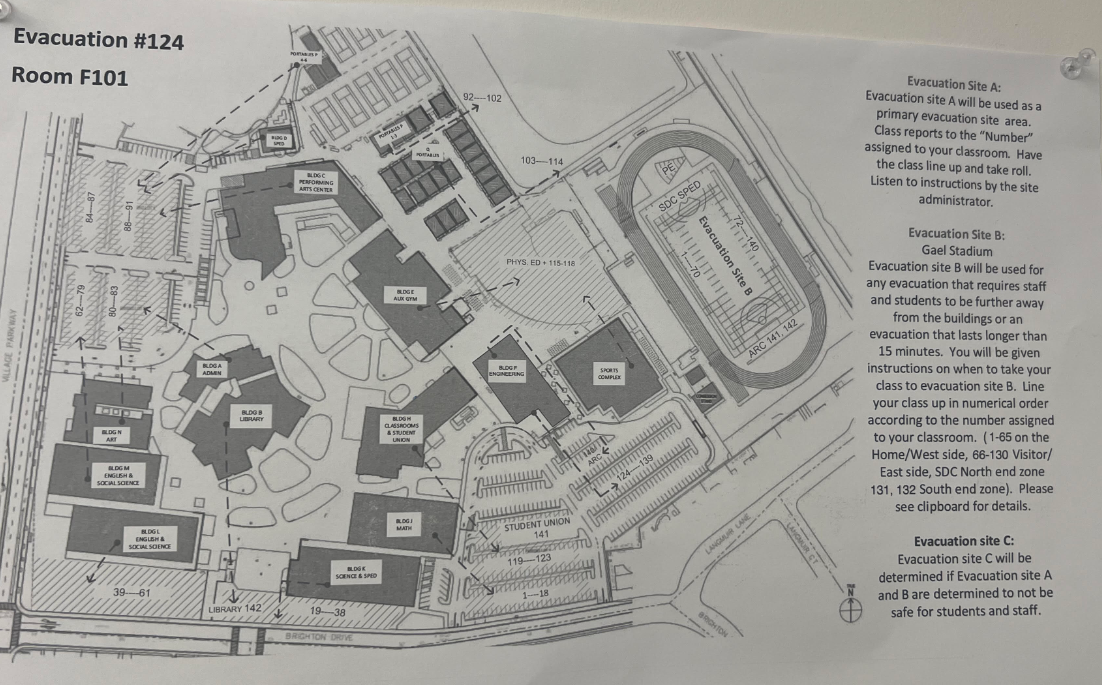 Evacuation #124
Room F101
PORTABLES P
4-6
92----102
BLDG D
SPED
PORTABLES P
1-3
Q
PORTABLES
103----114
BLDG C
PERFORMING
ARTS CENTER
84----87
88----91
PE
SDC SPED
72----140
Evacuation Site B
1----70
ARC 141, 142
PHYS. ED + 115-118
BLDG E
AUX GYM
62----79
80----83
VILLAGE PARKWAY
BLDG A
ADMIN
BLDG F
ENGINEERING
SPORTS
COMPLEX
BLDG B
LIBRARY
BLDG H
CLASSROOMS
& STUDENT
UNION
BLDG N
ART
BLDG M
ENGLISH &
SOCIAL SCIENCE
ARC
124----139
BLDG L
ENGLISH &
SOCIAL SCIENCE
BLDG J
MATH
STUDENT UNION
141
119----123
1----18
BLDG K
SCIENCE & SPED
39----61
LIBRARY 142
19----38
BRIGHTON DRIVE
LANGMUIR LANE
LANGMUIR CT
BRIGHTON
N
Evacuation Site A:
Evacuation site A will be used as a
primary evacuation site area.
Class reports to the “Number”
assigned to your classroom. Have
the class line up and take roll.
Listen to instructions by the site
administrator.
Evacuation Site B:
Gael Stadium
Evacuation site B will be used for
any evacuation that requires staff
and students to be further away
from the buildings or an
evacuation that lasts longer than
15 minutes. You will be given
instructions on when to take your
class to evacuation site B. Line
your class up in numerical order
according to the number assigned
to your classroom. (1-65 on the
Home/West side, 66-130 Visitor/
East side, SDC North end zone
131, 132 South end zone). Please
see clipboard for details.
Evacuation site C:
Evacuation site C will be
determined if Evacuation site A
and B are determined to not be
safe for students and staff.